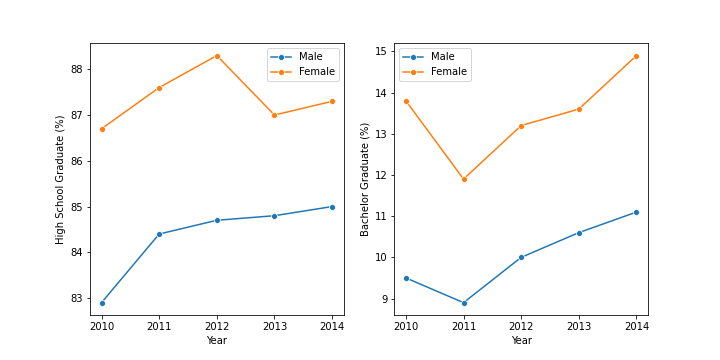 High School Graduate (%)
88
87
86
85
84
83
Male
Female
2010 2011 2012 2013 2014
Year
Bachelor Graduate (%)
15
14
13
12
11
10
9
Male
Female
2010 2011 2012 2013 2014
Year